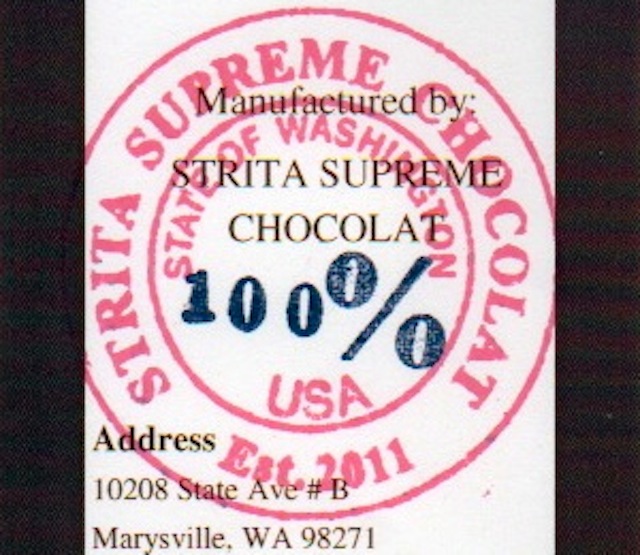 STRITA SUPREME CHOCOLAT
STATE OF WASHINGTON
Manufactured by:
STRITA SUPREME
CHOCOLAT
100%
USA
Est. 2011
Address
10208 State Ave # B
Marysville, WA 98271